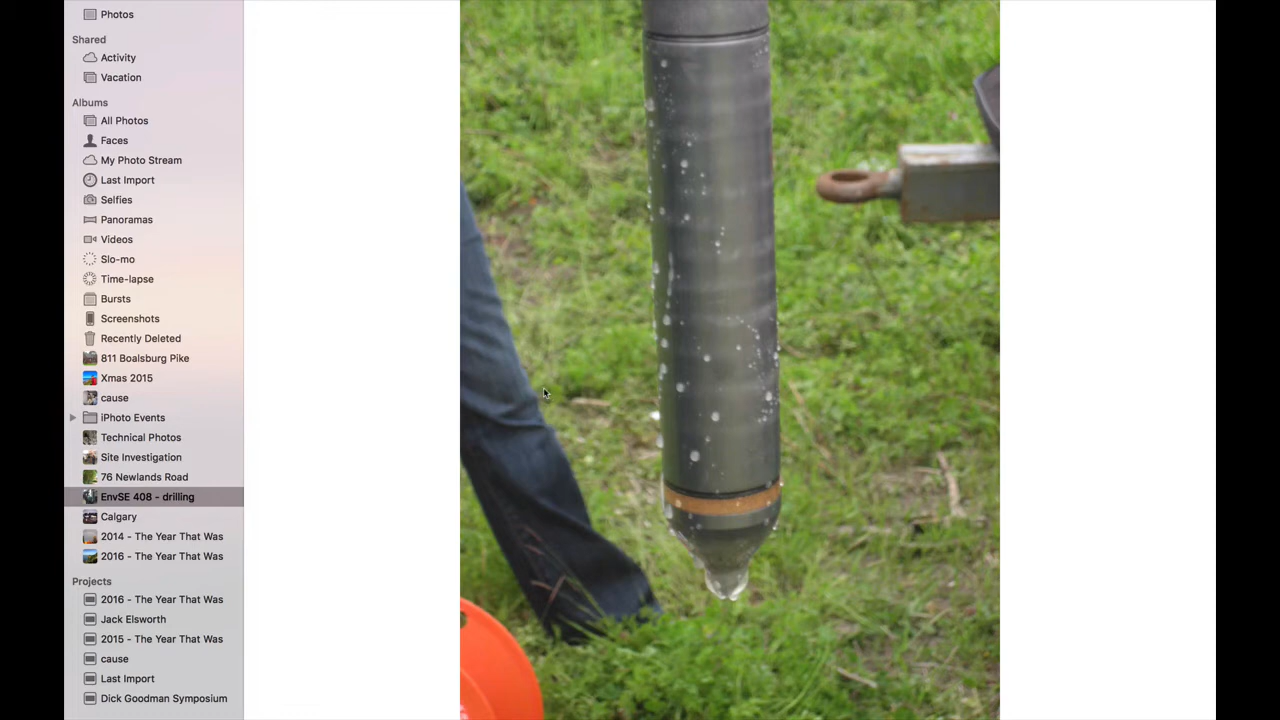 Photos
Shared
Activity
Vacation
Albums
All Photos
Faces
My Photo Stream
Last Import
Selfies
Panoramas
Videos
Slo-mo
Time-lapse
Bursts
Screenshots
Recently Deleted
811 Boalsburg Pike
Xmas 2015
cause
iPhoto Events
Technical Photos
Site Investigation
76 Newlands Road
EnvSE 408 - drilling
Calgary
2014 - The Year That Was
2016 - The Year That Was
Projects
2016 - The Year That Was
Jack Elsworth
2015 - The Year That Was
cause
Last Import
Dick Goodman Symposium